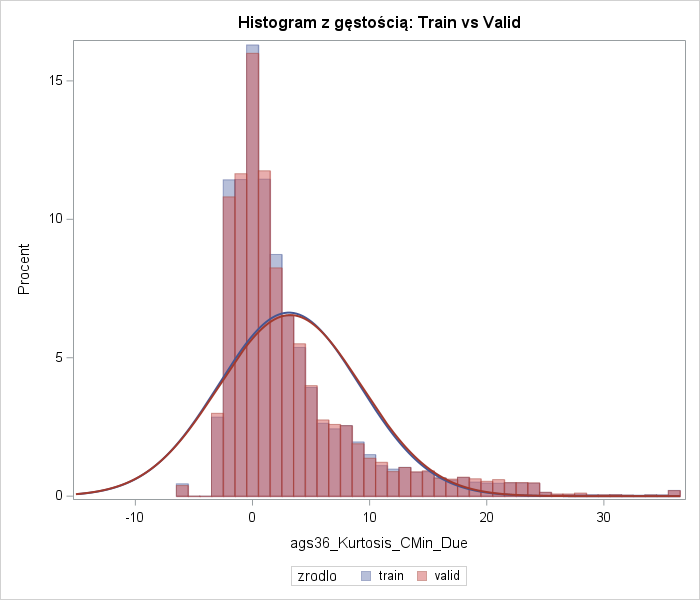 Histogram z gęstością: Train vs Valid
15
10
5
0
Procent
-10 0 10 20 30
ags36_Kurtosis_CMin_Due
zrodlo train valid